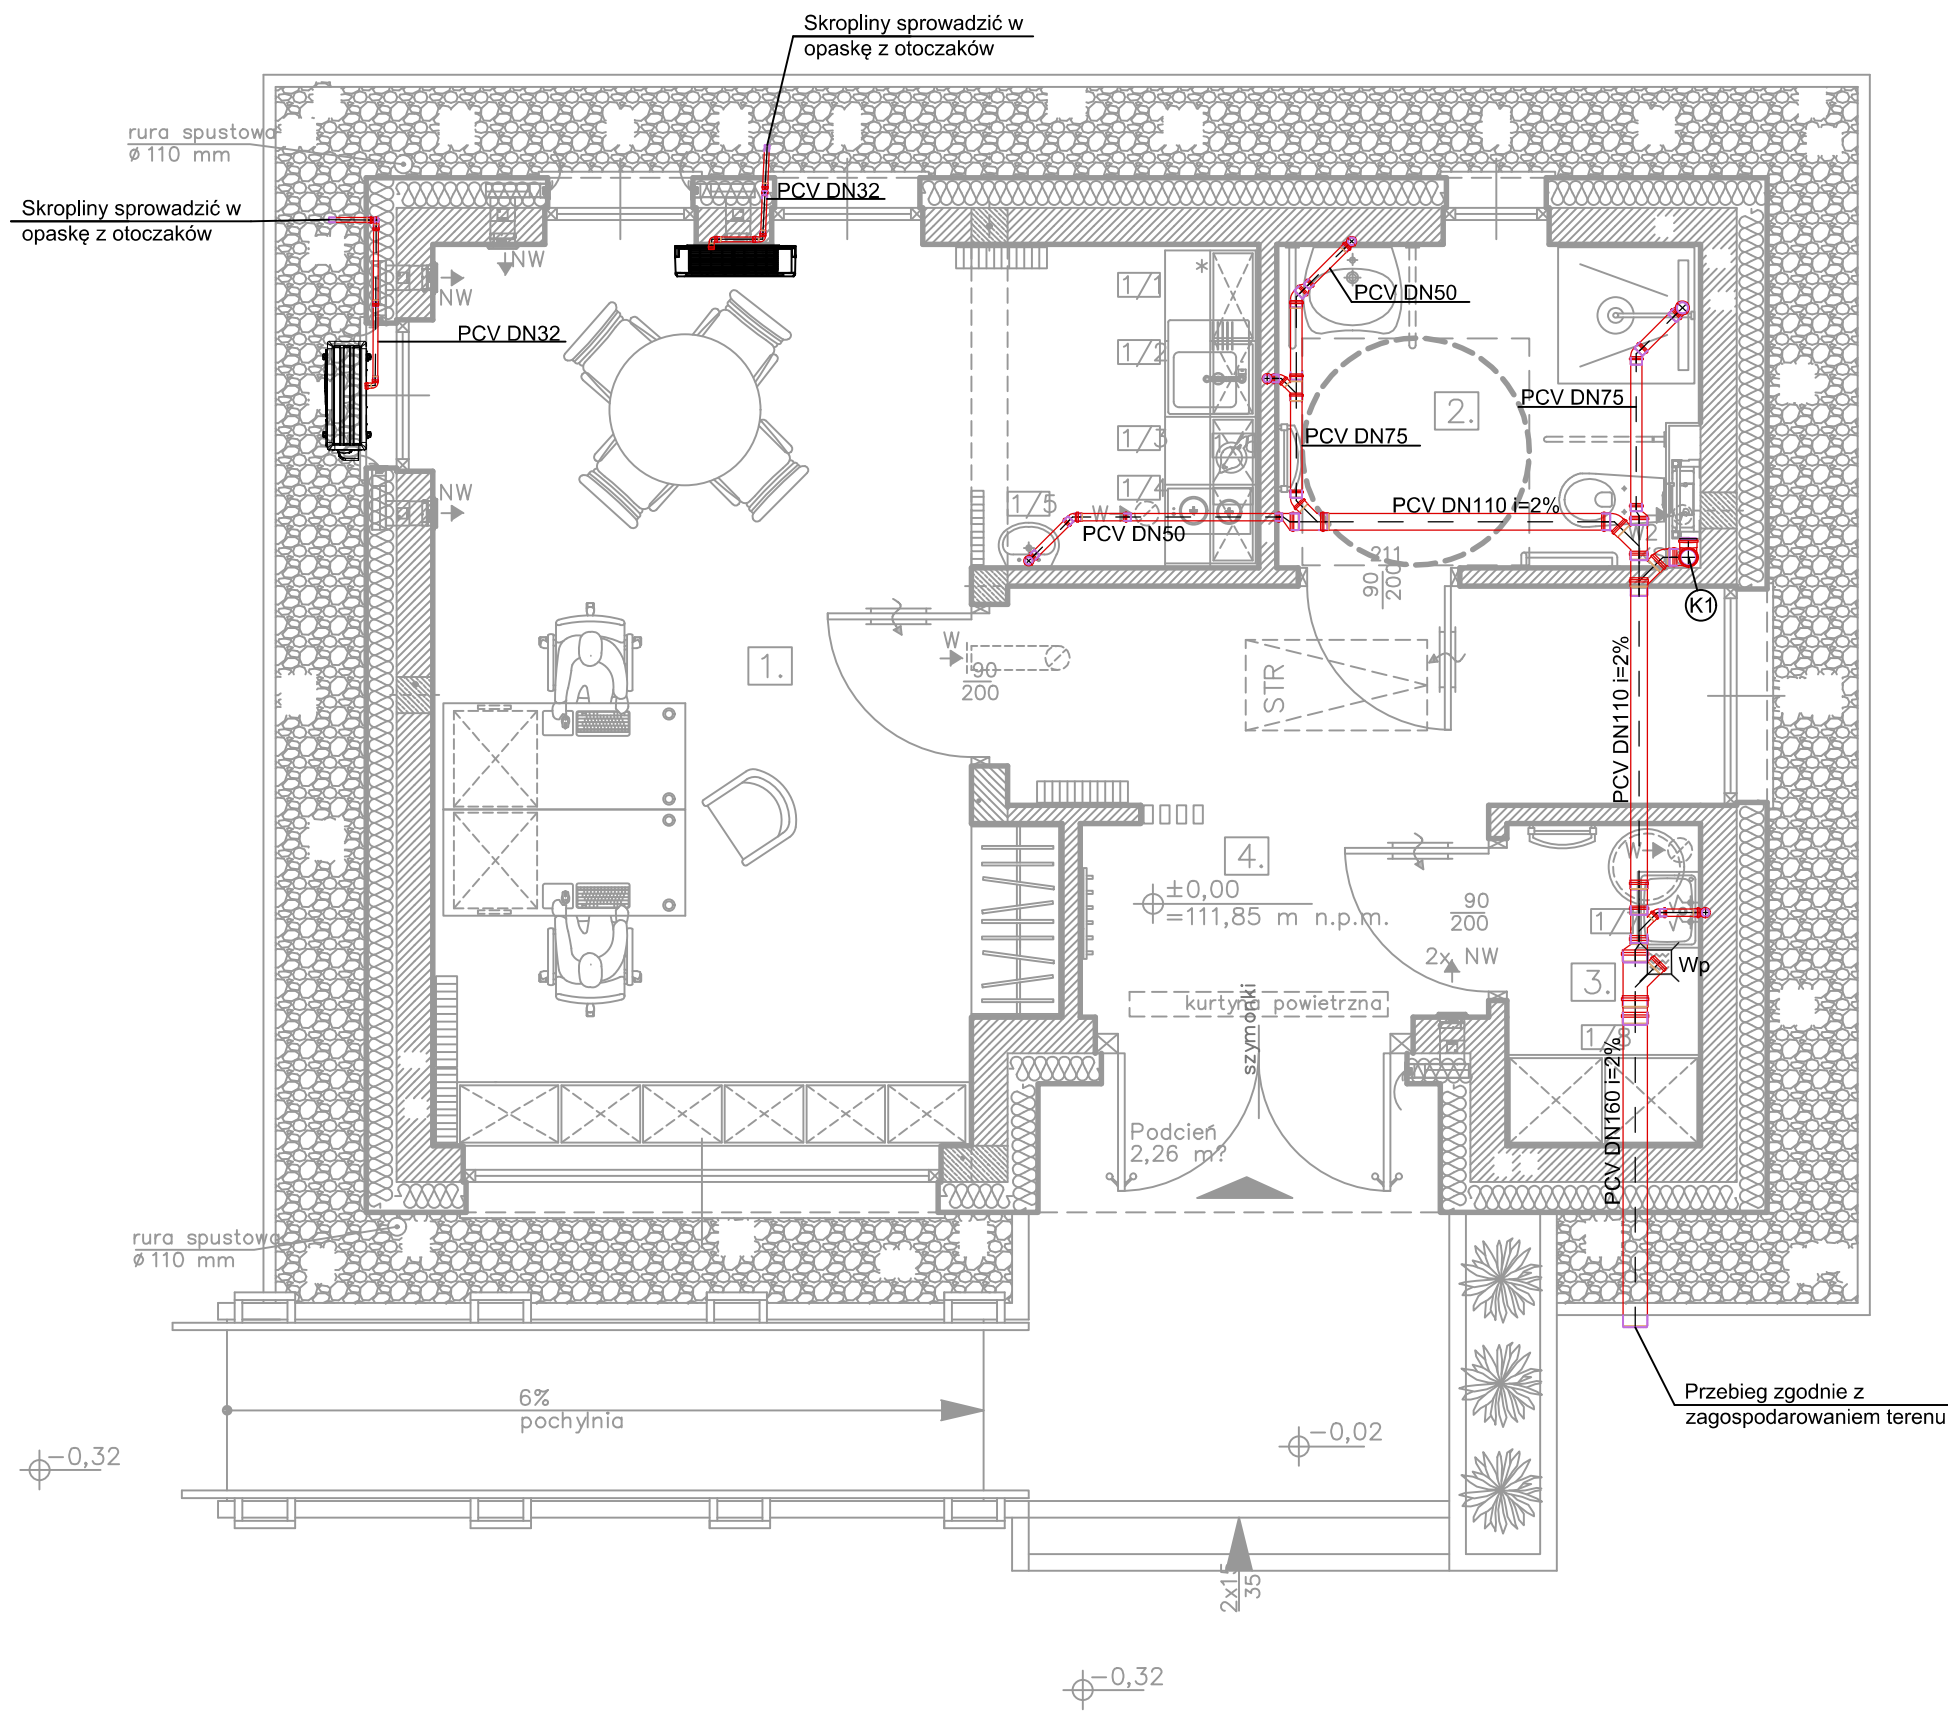 Skropliny sprowadzić w
opaskę z otoczaków
rura spustowa
ø 110 mm
Skropliny sprowadzić w
opaskę z otoczaków
PCV DN32
NW
NW
PCV DN32
NW
1/1
1/2
1/3
1/4
1/5
*
PCV DN50
2.
PCV DN75
PCV DN75
PCV DN110 i=2%
W
PCV DN50
211
90
200
K1
1.
W
90
200
STR
PCV DN110 i=2%
4.
±0,00
=111,85 m n.p.m.
90
200
2x NW
W
Wp
3.
kurtyna powietrzna
szymonki
PCV DN160 i=2%
Podcień
2,26 m?
rura spustowa
ø 110 mm
6%
pochylnia
Przebieg zgodnie z
zagospodarowaniem terenu
-0,32
-0,02
2x15
35
-0,32